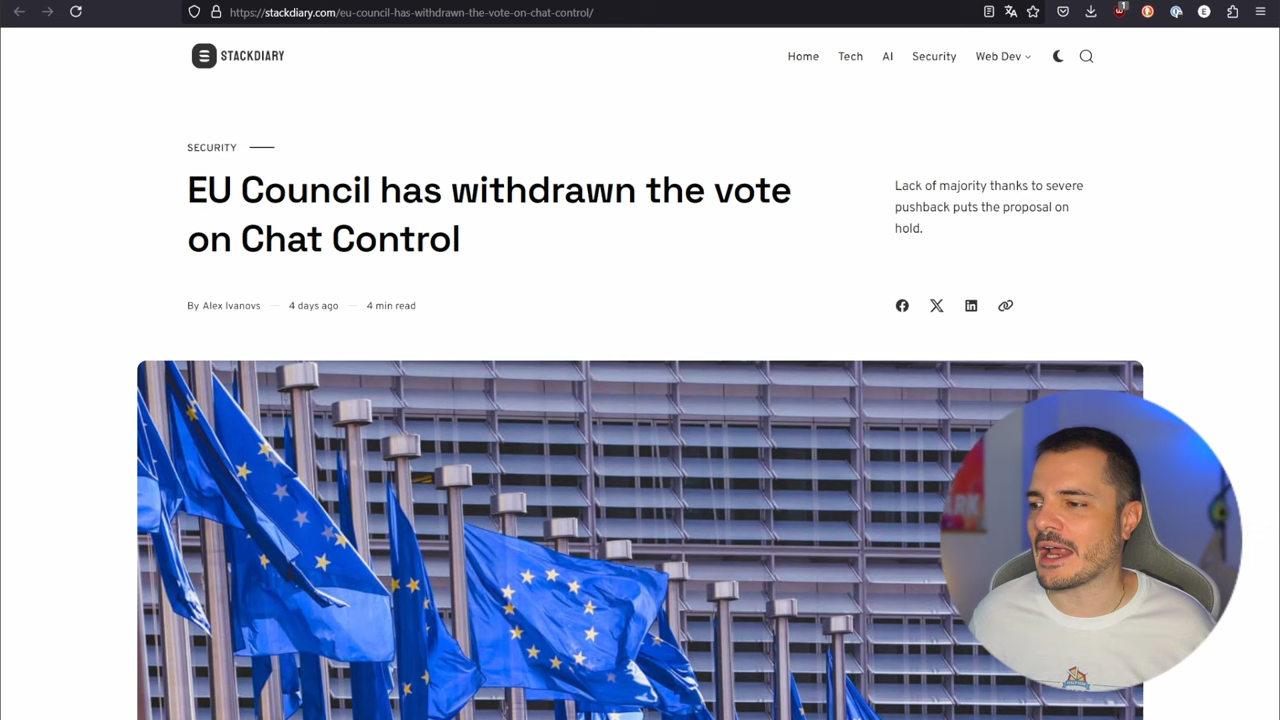 https://stackdiary.com/eu-council-has-withdrawn-the-vote-on-chat-control/
1
E
STACKDIARY
Home Tech AI Security Web Dev
SECURITY
EU Council has withdrawn the vote
on Chat Control
Lack of majority thanks to severe
pushback puts the proposal on
hold.
By Alex Ivanovs — 4 days ago — 4 min read